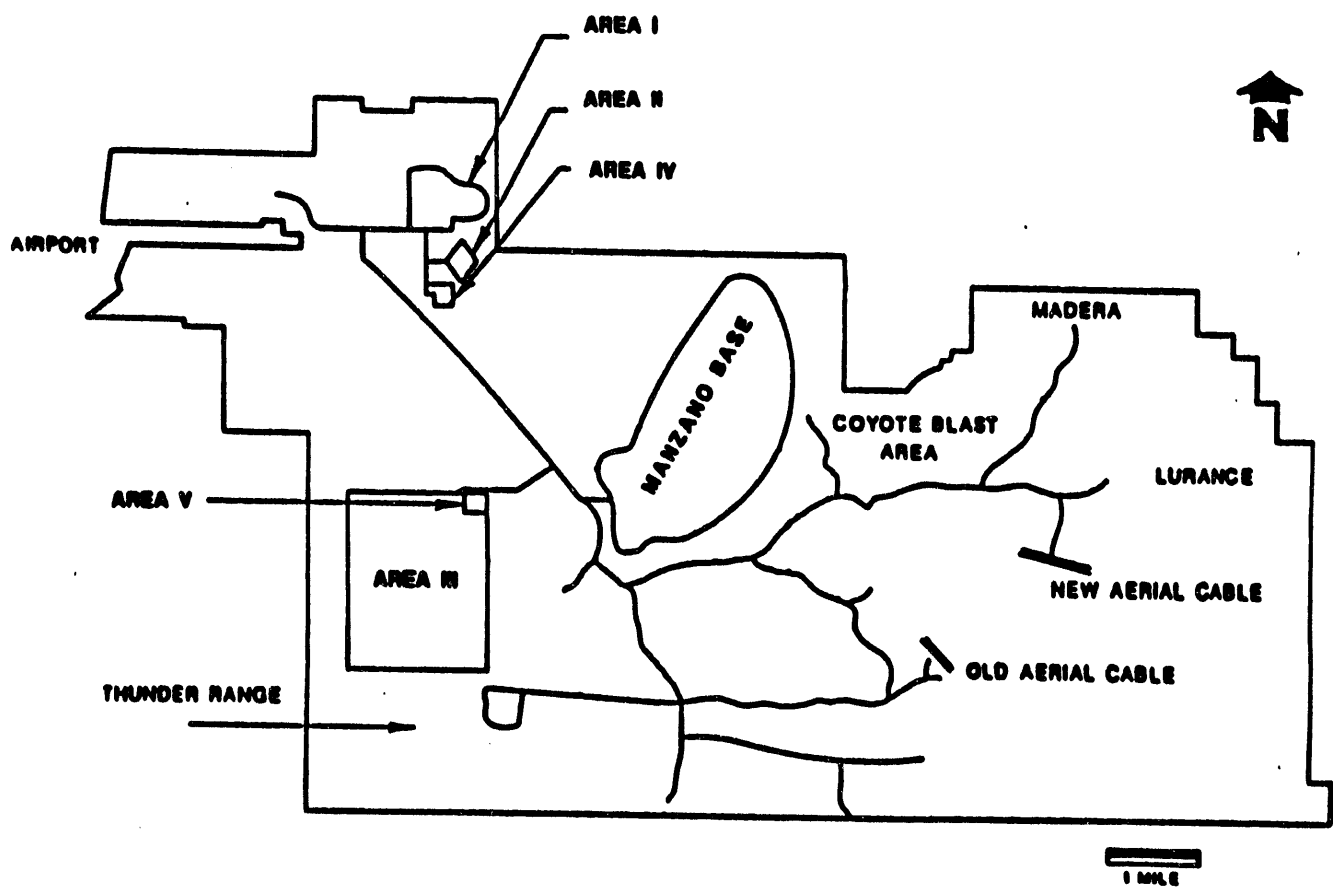 AREA I
AREA II
N
AREA IV
AIRPORT
MADERA
MANZANO BASE
COYOTE BLAST
AREA
LURANCE
AREA V
AREA III
NEW AERIAL CABLE
OLD AERIAL CABLE
THUNDER RANGE
1 MILE